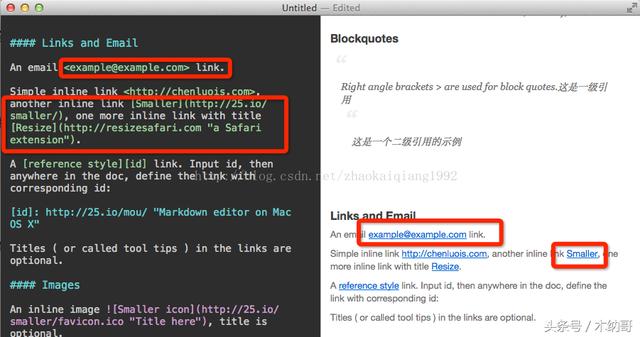 Untitled — Edited
#### Links and Email
An email <example@example.com> link.
Simple inline link <http://chenluois.com>,
another inline link [Smaller](http://25.io/
smaller/), one more inline link with title
[Resize](http://resizesafari.com "a Safari
extension").
A [reference style][id] link. Input id, then
anywhere in the doc, define the link with
corresponding id:
[id]: http://25.io/mou/ "Markdown editor on Mac
OS X"
Titles ( or called tool tips ) in the links are
optional.
#### Images
An inline image ![Smaller icon](http://25.io/
smaller/favicon.ico "Title here"), title is
optional.
Blockquotes
“
Right angle brackets > are used for block quotes.这是一级引
用
“
这是一个二级引用的示例
http://blog.csdn.net/zhaokaiqiang1992
Links and Email
An email example@example.com link.
Simple inline link http://chenluois.com, another inline link Smaller, one
more inline link with title Resize.
A reference style link. Input id, then anywhere in the doc, define the
link with corresponding id:
Titles ( or called tool tips ) in the links are optional.
头条号 / 木纳哥